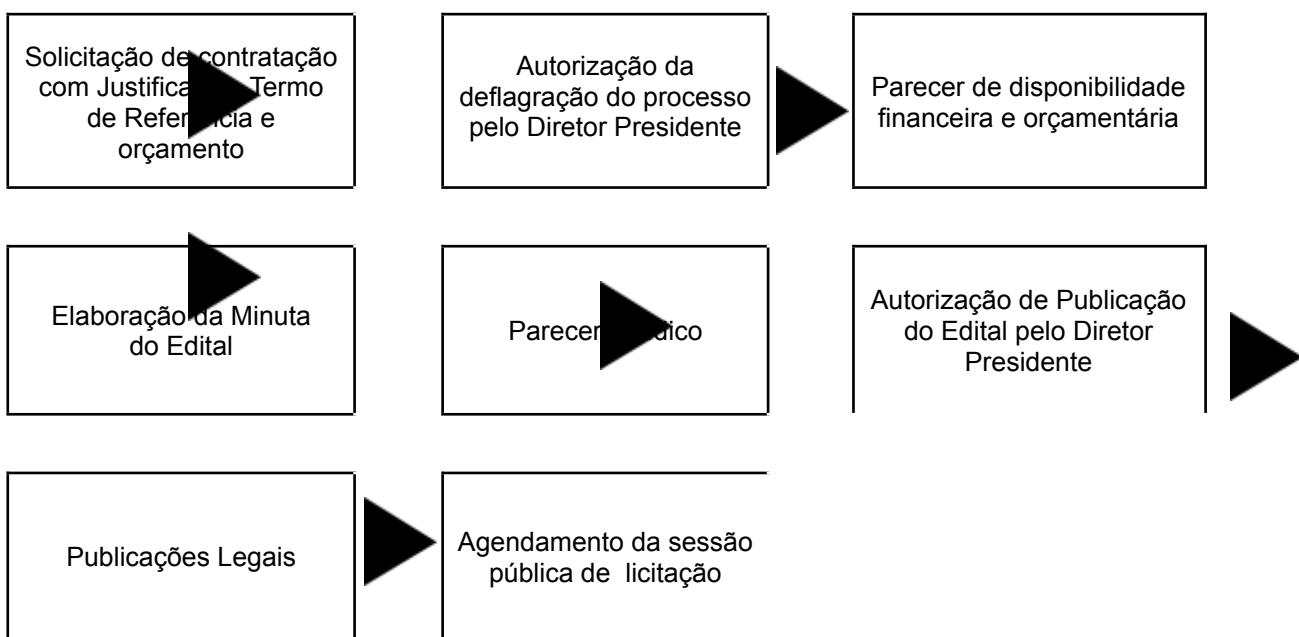 Solicitação de contratação
com Justifica Termo
de Referência e
orçamento
Autorização da
deflagração do processo
pelo Diretor Presidente
Parecer de disponibilidade
financeira e orçamentária
Elaboração da Minuta
do Edital
Parecer dico
Autorização de Publicação
do Edital pelo Diretor
Presidente
Publicações Legais
Agendamento da sessão
pública de licitação